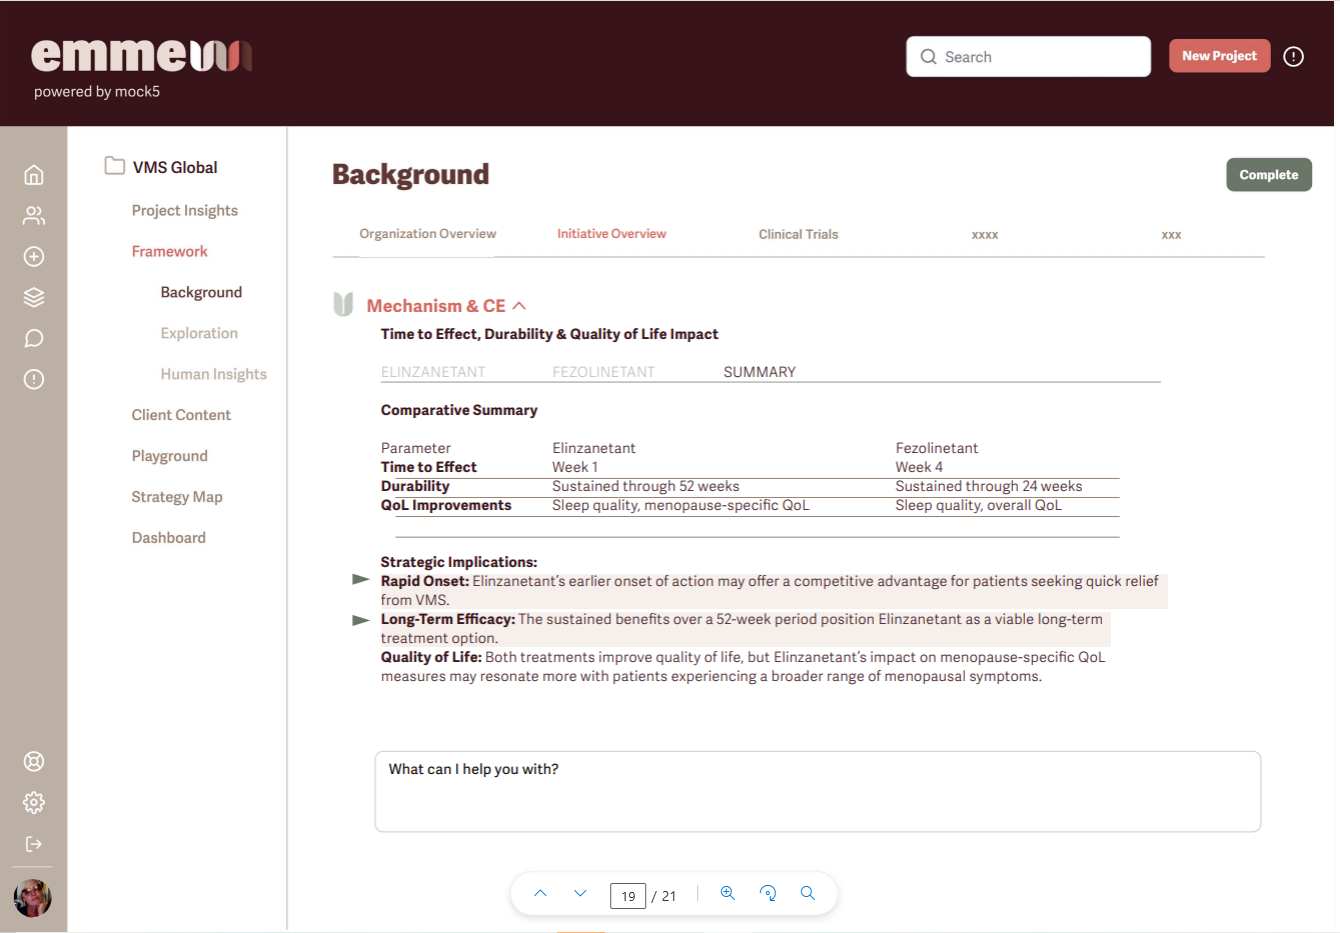 emme
powered by mock5
Search
New Project
VMS Global
Project Insights
Framework
Background
Exploration
Human Insights
Client Content
Playground
Strategy Map
Dashboard
Background
Complete
Organization Overview Initiative Overview Clinical Trials xxxx xxx
Mechanism & CE
Time to Effect, Durability & Quality of Life Impact
ELINZANETANT FEZOLINETANT SUMMARY
Comparative Summary
Parameter Elinzanetant Fezolinetant
Time to Effect Week 1 Week 4
Durability Sustained through 52 weeks Sustained through 24 weeks
QoL Improvements Sleep quality, menopause-specific QoL Sleep quality, overall QoL
Strategic Implications:
Rapid Onset: Elinzanetant's earlier onset of action may offer a competitive advantage for patients seeking quick relief
from VMS.
Long-Term Efficacy: The sustained benefits over a 52-week period position Elinzanetant as a viable long-term
treatment option.
Quality of Life: Both treatments improve quality of life, but Elinzanetant's impact on menopause-specific QoL
measures may resonate more with patients experiencing a broader range of menopausal symptoms.
What can I help you with?
19 / 21